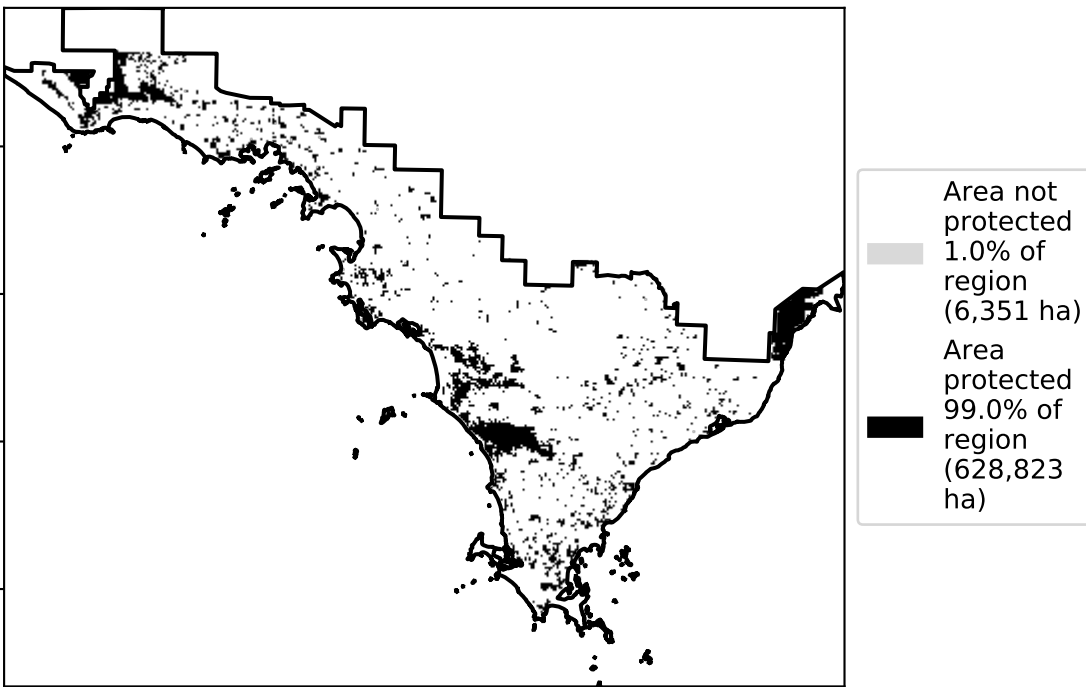 Area not
protected
1.0% of
region
(6,351 ha)
Area
protected
99.0% of
region
(628,823
ha)